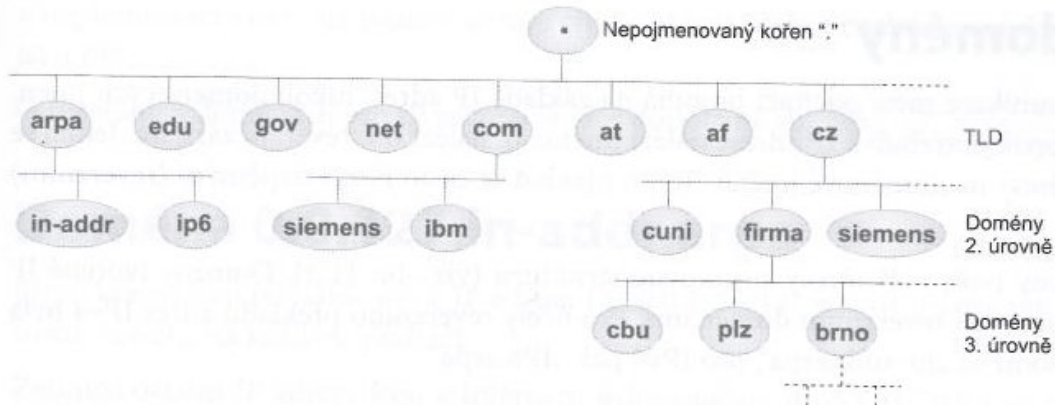 Nepojmenovaný kořen "."
arpa edu gov net com at af cz TLD
in-addr ip6 siemens ibm cuni firma siemens Domény
2. úrovně
cbu plz brno Domény
3. úrovně